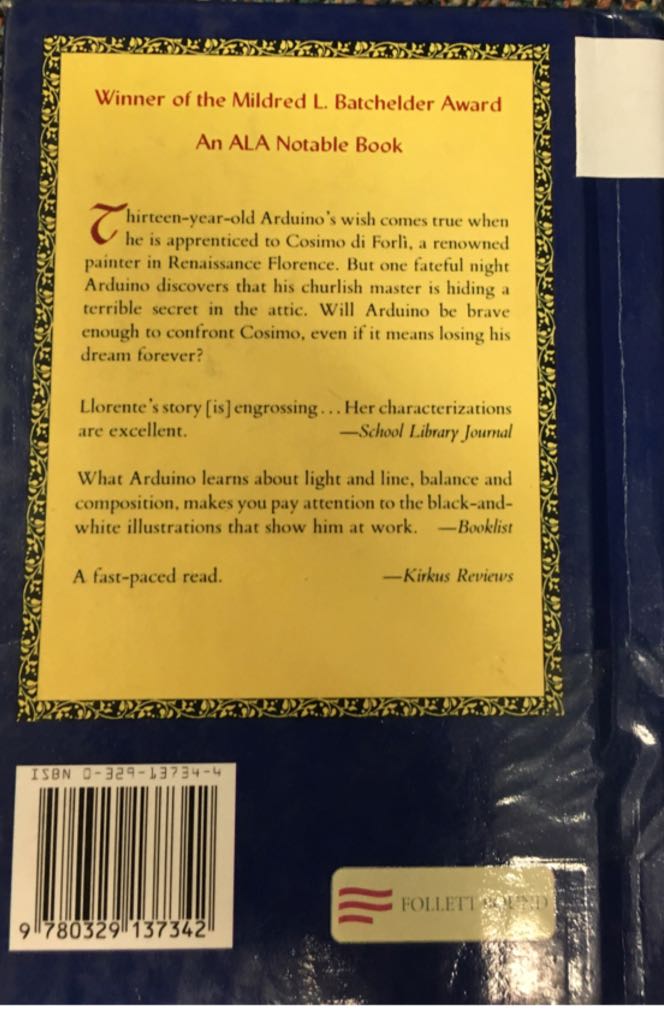 Winner of the Mildred L. Batchelder Award
An ALA Notable Book
Thirteen-year-old Arduino's wish comes true when
he is apprenticed to Cosimo di Forlì, a renowned
painter in Renaissance Florence. But one fateful night
Arduino discovers that his churlish master is hiding a
terrible secret in the attic. Will Arduino be brave
enough to confront Cosimo, even if it means losing his
dream forever?
Llorente's story [is] engrossing... Her characterizations
are excellent. —School Library Journal
What Arduino learns about light and line, balance and
composition, makes you pay attention to the black-and-
white illustrations that show him at work. —Booklist
A fast-paced read. —Kirkus Reviews
ISBN 0-329-13734-4
9 780329 137342
FOLLETT BOUND